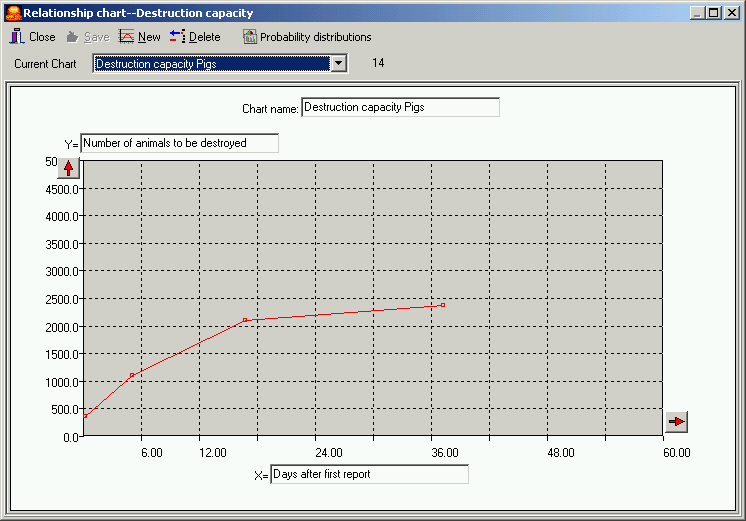 Relationship chart--Destruction capacity
Close Save New Delete Probability distributions
Current Chart Destruction capacity Pigs 14
Chart name: Destruction capacity Pigs
Y= Number of animals to be destroyed
50
4500.0
4000.0
3500.0
3000.0
2500.0
2000.0
1500.0
1000.0
500.0
0.0
6.00 12.00 24.00 36.00 48.00 60.00
X= Days after first report